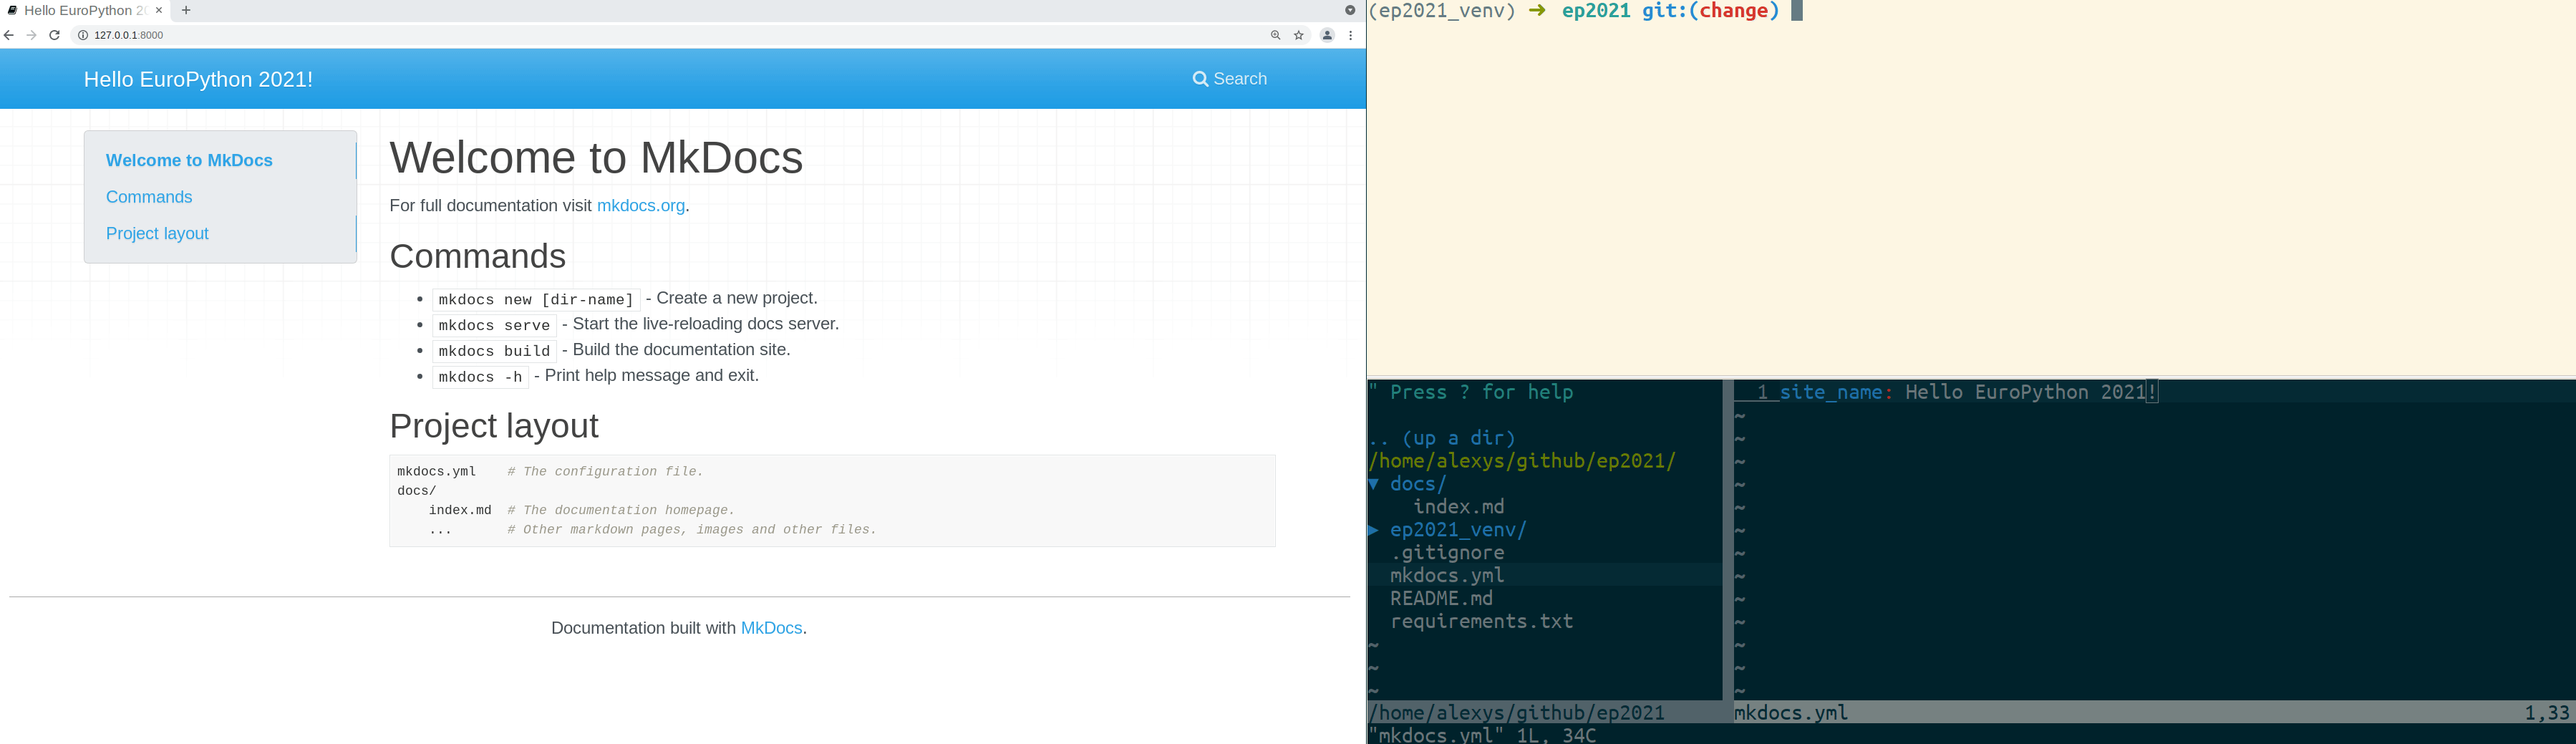 Hello EuroPython 20
127.0.0.1:8000
Hello EuroPython 2021!
Search
Welcome to MkDocs
Commands
Project layout
Welcome to MkDocs
For full documentation visit mkdocs.org.
Commands
mkdocs new [dir-name] - Create a new project.
mkdocs serve - Start the live-reloading docs server.
mkdocs build - Build the documentation site.
mkdocs -h - Print help message and exit.
Project layout
mkdocs.yml    # The configuration file.
docs/
    index.md  # The documentation homepage.
    ...       # Other markdown pages, images and other files.
Documentation built with MkDocs.
(ep2021_venv) ➜ ep2021 git:(change)
" Press ? for help
.. (up a dir)
/home/alexys/github/ep2021/
▼ docs/
    index.md
▶ ep2021_venv/
  .gitignore
  mkdocs.yml
  README.md
  requirements.txt
~
~
~
/home/alexys/github/ep2021
1 site_name: Hello EuroPython 2021!
~
~
~
~
~
~
~
~
~
~
~
~
~
mkdocs.yml 1,33
"mkdocs.yml" 1L, 34C